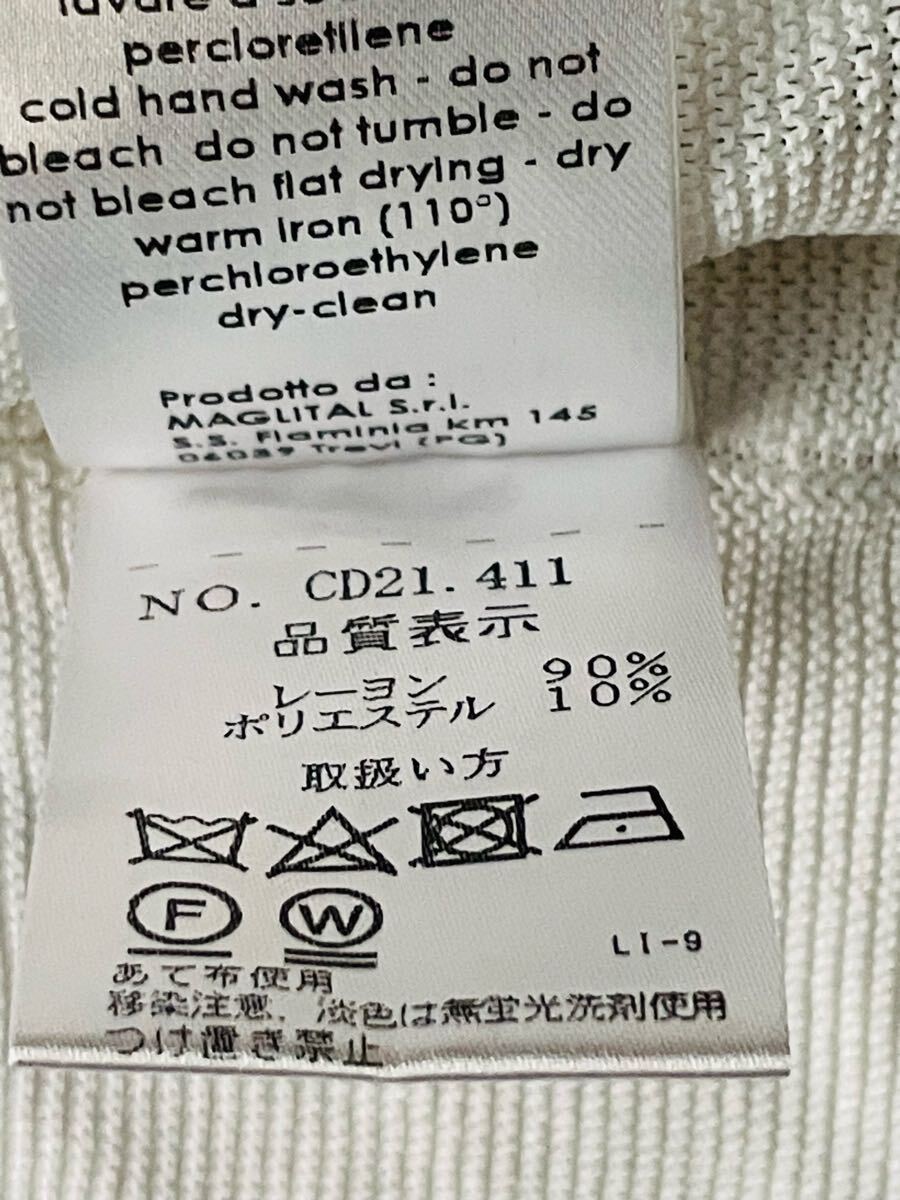 lavare a
percloretilene
cold hand wash - do not
bleach do not tumble - do
not bleach flat drying - dry
warm iron (110°)
perchloroethylene
dry-clean
Prodotto da :
MAGLITAL S.r.l.
S.S. Flaminia km 145
06039 Trevi (PG)
NO. CD21.411
品質表示
レーヨン 90%
ポリエステル 10%
取扱い方
F W
LI-9
あて布使用
移染注意、淡色は無蛍光洗剤使用
つけ置き禁止